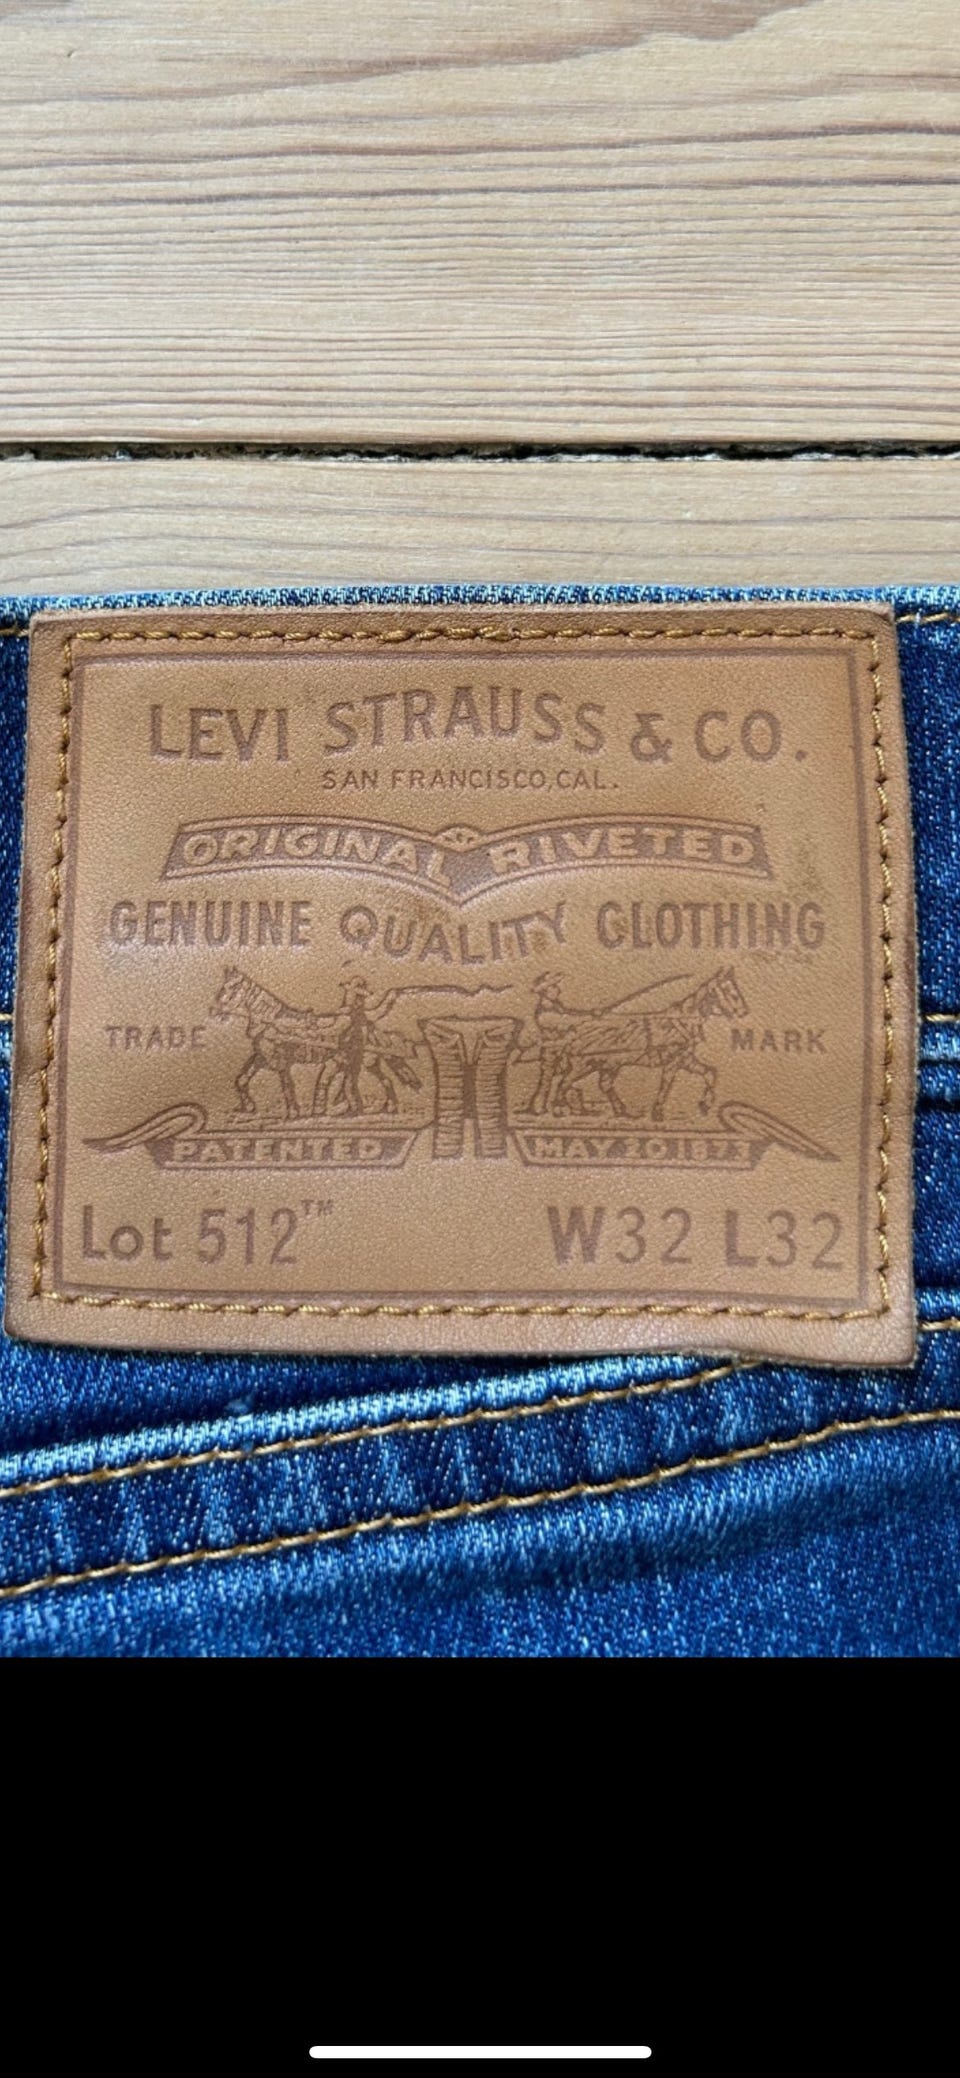 LEVI STRAUSS & CO.
SAN FRANCISCO, CAL.
ORIGINAL RIVETED
GENUINE QUALITY CLOTHING
TRADE MARK
PATENTED MAY 20 1873
Lot 512™ W32 L32